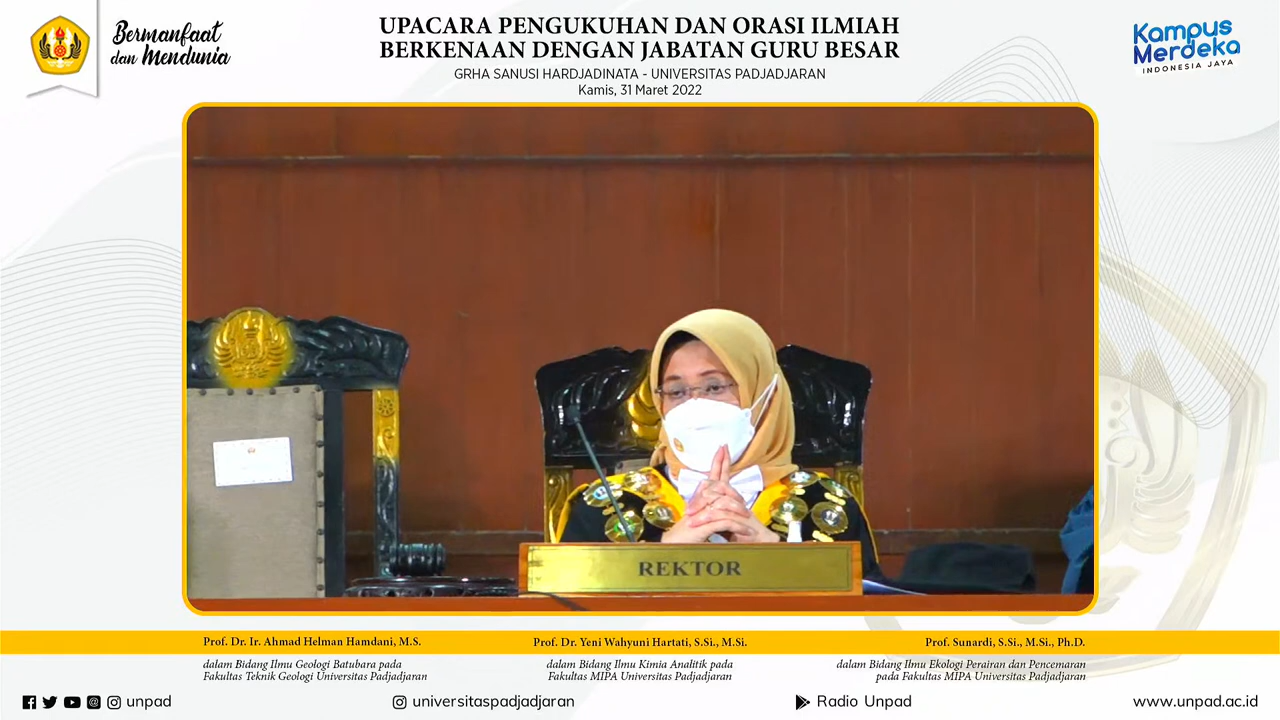 Bermanfaat
dan Mendunia
UPACARA PENGUKUHAN DAN ORASI ILMIAH
BERKENAAN DENGAN JABATAN GURU BESAR
GRHA SANUSI HARDJADINATA - UNIVERSITAS PADJADJARAN
Kamis, 31 Maret 2022
Kampus
Merdeka
INDONESIA JAYA
REKTOR
Prof. Dr. Ir. Ahmad Helman Hamdani, M.S.
dalam Bidang Ilmu Geologi Batubara pada
Fakultas Teknik Geologi Universitas Padjadjaran
Prof. Dr. Yeni Wahyuni Hartati, S.Si., M.Si.
dalam Bidang Ilmu Kimia Analitik pada
Fakultas MIPA Universitas Padjadjaran
Prof. Sunardi, S.Si., M.Si., Ph.D.
dalam Bidang Ilmu Ekologi Perairan dan Pencemaran
pada Fakultas MIPA Universitas Padjadjaran
unpad
universitaspadjadjaran
Radio Unpad
www.unpad.ac.id